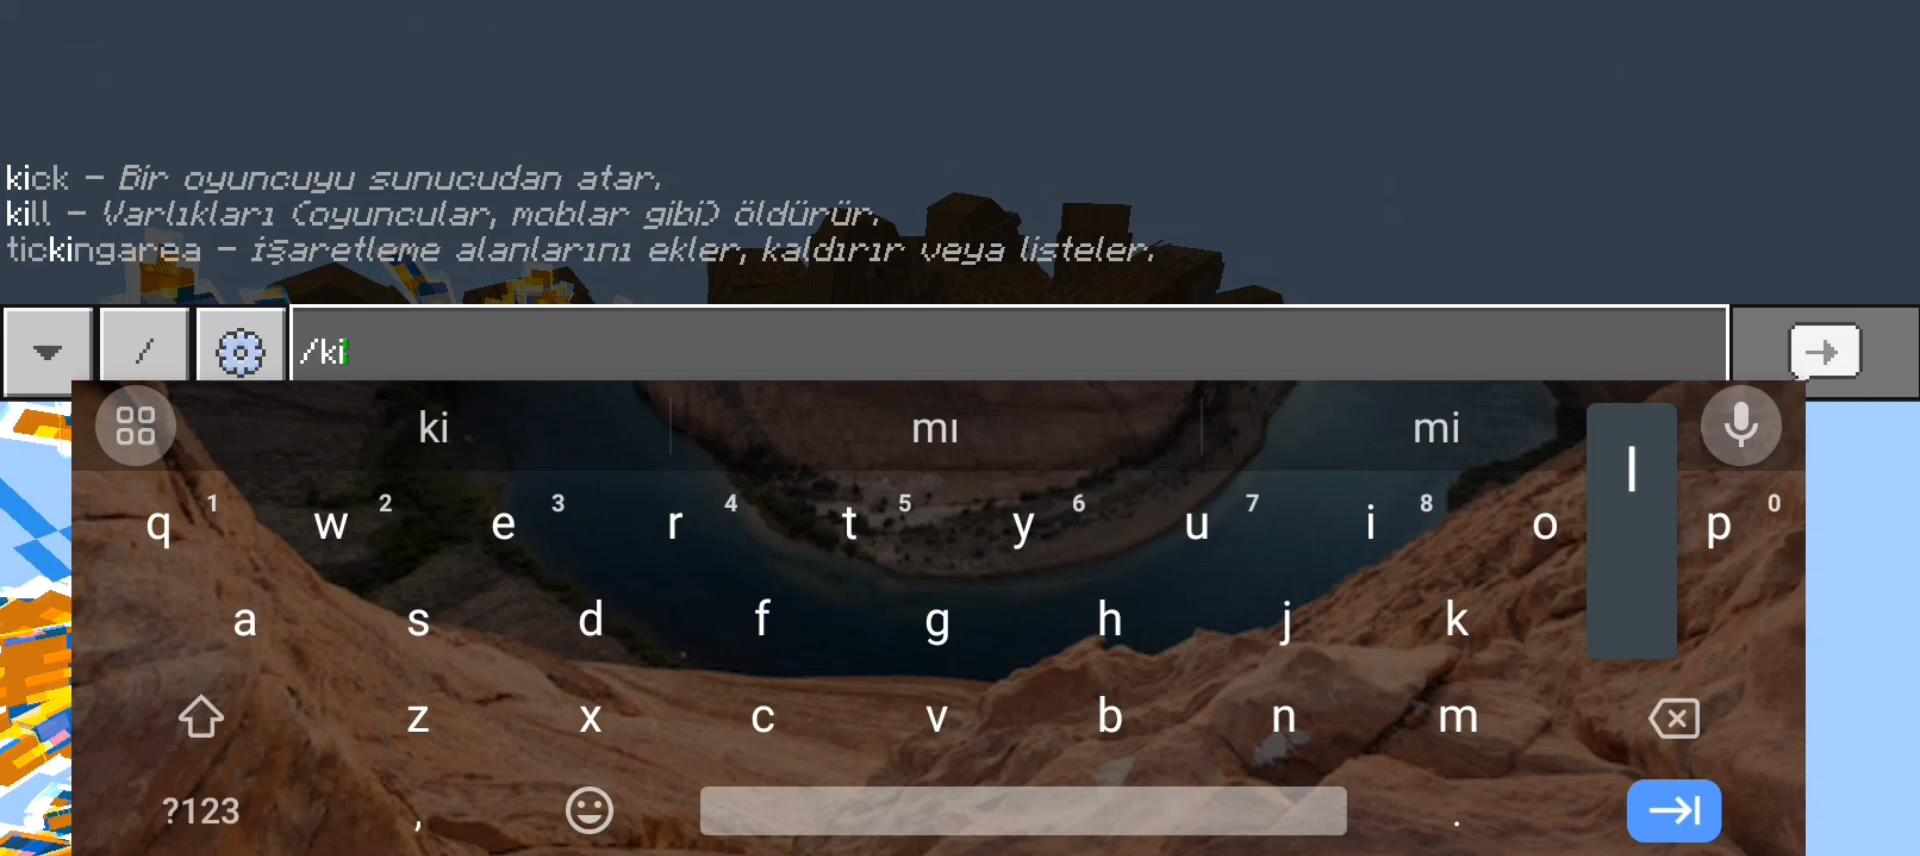 kick - Bir oyuncuyu sunucudan atar.
kill - Varlıkları (oyuncular, moblar gibi) öldürür.
tickingarea - İşaretleme alanlarını ekler, kaldırır veya listeler.
/ /ki
ki mı mi
q 1 w 2 e 3 r 4 t 5 y 6 u 7 i 8 o l p 0
a s d f g h j k
z x c v b n m
?123 , .